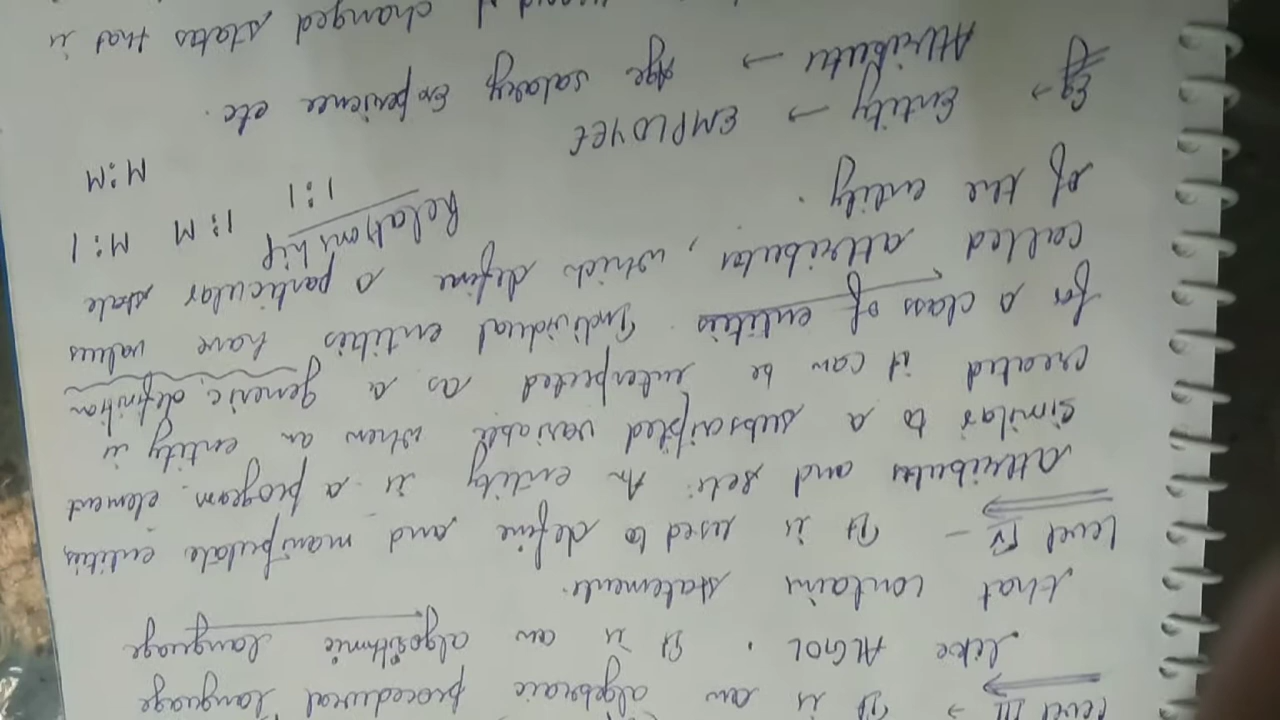 Level III → It is an algebraic procedural language
like ALGOL. It is an algorithmic language
that contains statements.
Level IV - It is used to define and manipulate entities,
attributes and sets. An entity is a program element
similar to a subscripted variable when an entity is
created it can be interpreted as a generic definition
for a class of entities. Individual entities have values
called attributes, which define a particular state
of the entity.
Relationship
1:1 1:M M:1
M:M
Eg → Entity → EMPLOYEE
Attributes → Age salary Experience etc.
changed states that is